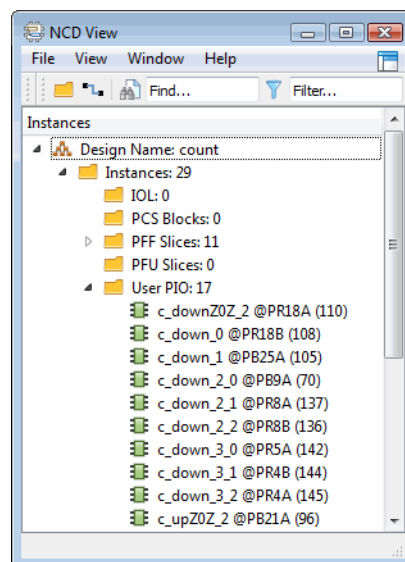 NCD View
File View Window Help
Find... Filter...
Instances
Design Name: count
Instances: 29
IOL: 0
PCS Blocks: 0
PFF Slices: 11
PFU Slices: 0
User PIO: 17
c_downZ0Z_2 @PR18A (110)
c_down_0 @PR18B (108)
c_down_1 @PB25A (105)
c_down_2_0 @PB9A (70)
c_down_2_1 @PR8A (137)
c_down_2_2 @PR8B (136)
c_down_3_0 @PR5A (142)
c_down_3_1 @PR4B (144)
c_down_3_2 @PR4A (145)
c_upZ0Z_2 @PB21A (96)